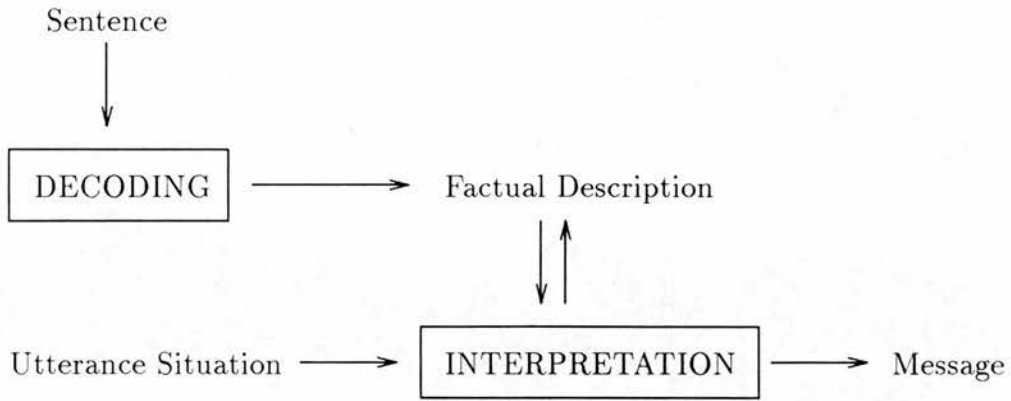 Sentence
DECODING
Factual Description
Utterance Situation
INTERPRETATION
Message